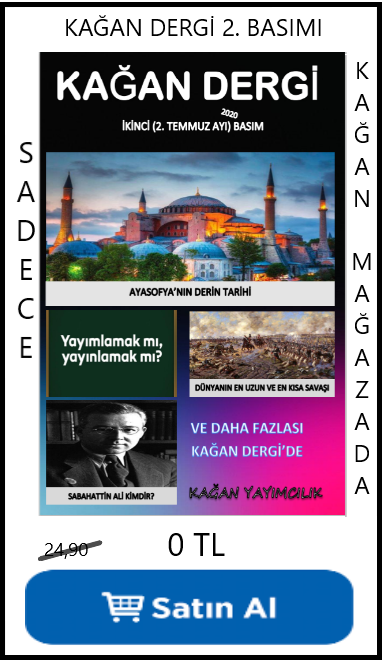 KAĞAN DERGİ 2. BASIMI
SADECE
KAĞAN DERGİ
2020
İKİNCİ (2. TEMMUZ AYI) BASIM
AYASOFYA'NIN DERİN TARİHİ
Yayımlamak mı,
yayınlamak mı?
DÜNYANIN EN UZUN VE EN KISA SAVAŞI
SABAHATTİN ALİ KİMDİR?
VE DAHA FAZLASI
KAĞAN DERGİ'DE
KAĞAN YAYIMCILIK
KAĞAN MAĞAZADA
24,90
0 TL
Satın Al